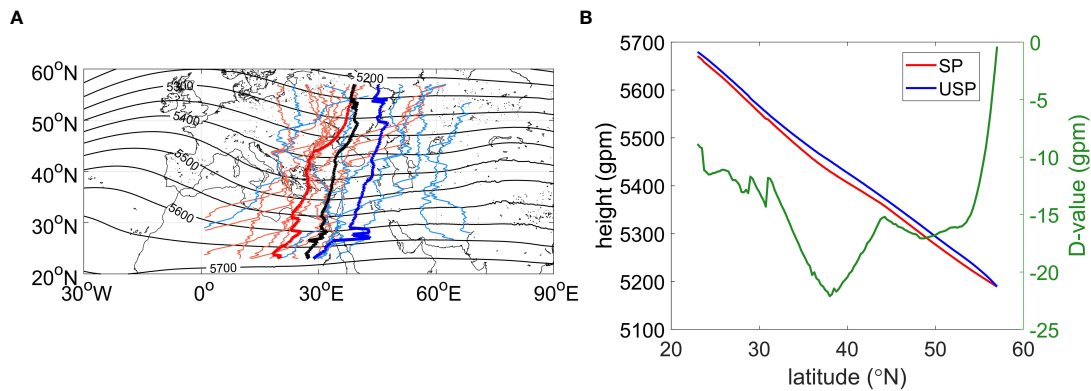 A
60°N
50°N
40°N
30°N
20°N
30°W
0°
30°E
60°E
90°E
5200
5300
5400
5500
5600
5700
B
5700
5600
5500
5400
5300
5200
5100
height (gpm)
20
30
40
50
60
latitude (°N)
0
-5
-10
-15
-20
-25
D-value (gpm)
SP
USP